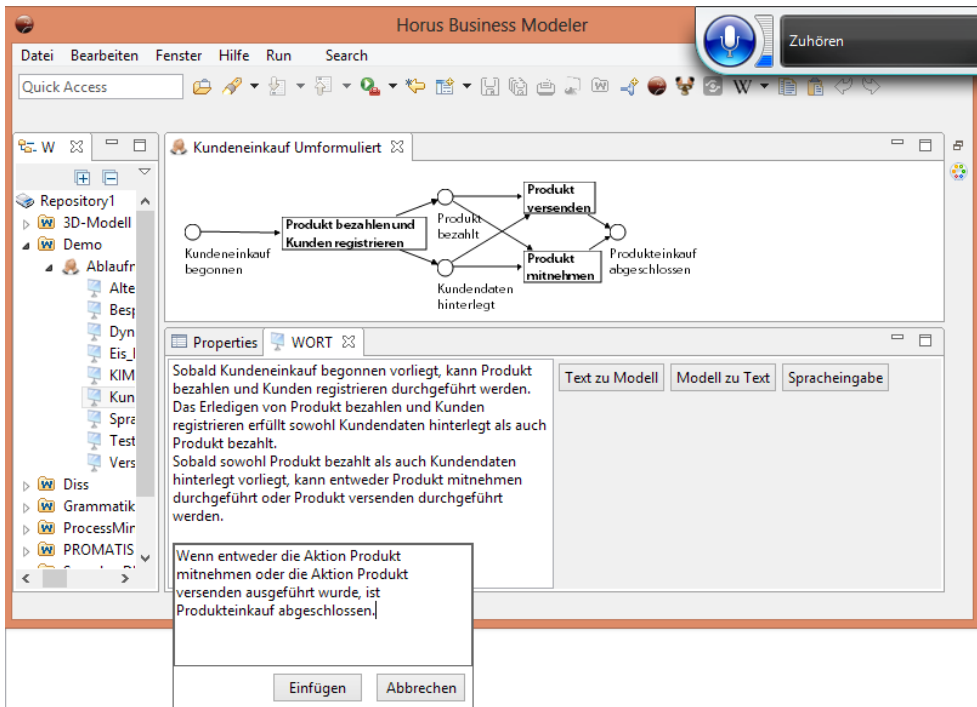 Horus Business Modeler
Zuhören
Datei Bearbeiten Fenster Hilfe Run Search
Quick Access
W
Kundeneinkauf Umformuliert
Repository1
3D-Modell
Demo
Ablaufr
Alte
Besp
Dyn
Eis_
KIM
Kun
Spra
Test
Vers
Diss
Grammatik
ProcessMin
PROMATIS
Kundeneinkauf
begonnen
Produkt bezahlen und
Kunden registrieren
Produkt
bezahlt
Kundendaten
hinterlegt
Produkt
versenden
Produkt
mitnehmen
Produkteinkauf
abgeschlossen
Properties WORT
Sobald Kundeneinkauf begonnen vorliegt, kann Produkt
bezahlen und Kunden registrieren durchgeführt werden.
Das Erledigen von Produkt bezahlen und Kunden
registrieren erfüllt sowohl Kundendaten hinterlegt als auch
Produkt bezahlt.
Sobald sowohl Produkt bezahlt als auch Kundendaten
hinterlegt vorliegt, kann entweder Produkt mitnehmen
durchgeführt oder Produkt versenden durchgeführt
werden.
Text zu Modell Modell zu Text Spracheingabe
Wenn entweder die Aktion Produkt
mitnehmen oder die Aktion Produkt
versenden ausgeführt wurde, ist
Produkteinkauf abgeschlossen.
Einfügen Abbrechen